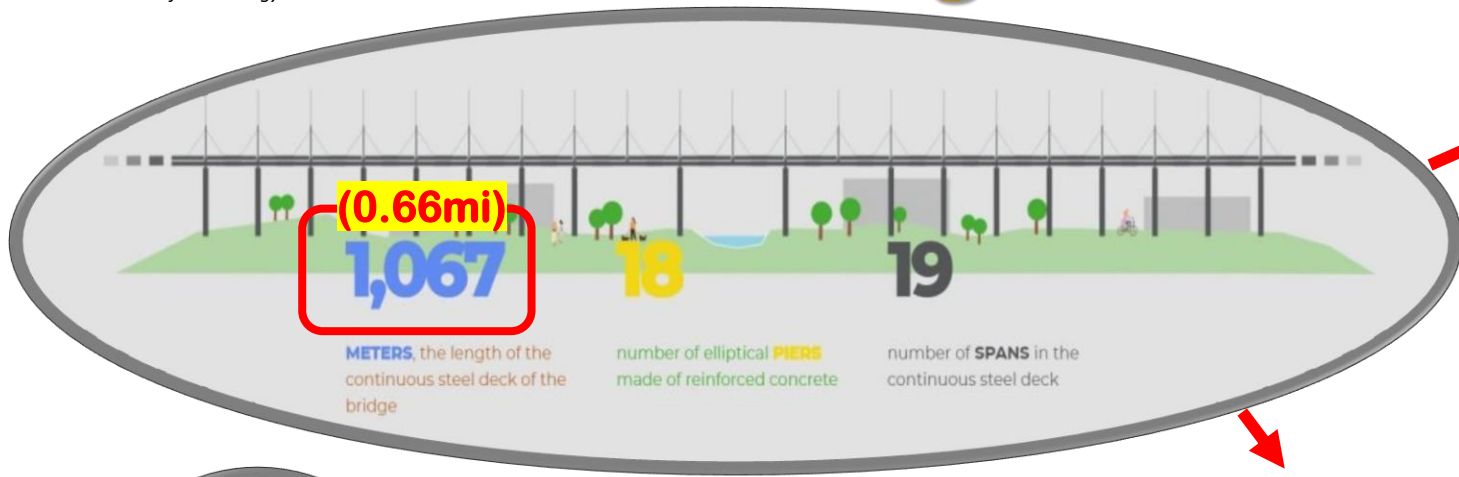 (0.66mi)
1,067
18
19
METERS, the length of the
continuous steel deck of the
bridge
number of elliptical PIERS
made of reinforced concrete
number of SPANS in the
continuous steel deck